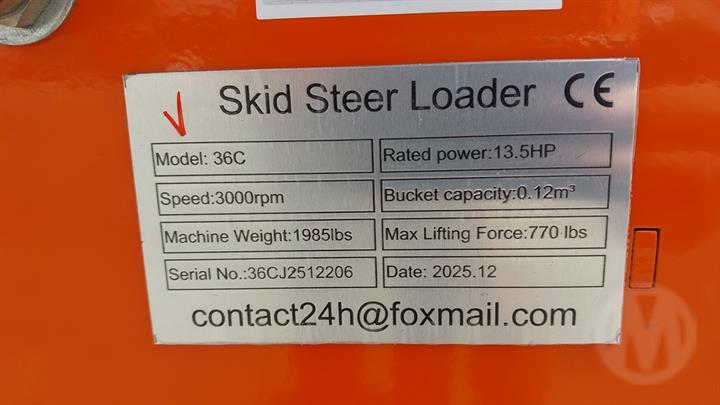 Skid Steer Loader CE
Model: 36C
Rated power:13.5HP
Speed:3000rpm
Bucket capacity:0.12m³
Machine Weight:1985lbs
Max Lifting Force:770 lbs
Serial No.:36CJ2512206
Date: 2025.12
contact24h@foxmail.com
M